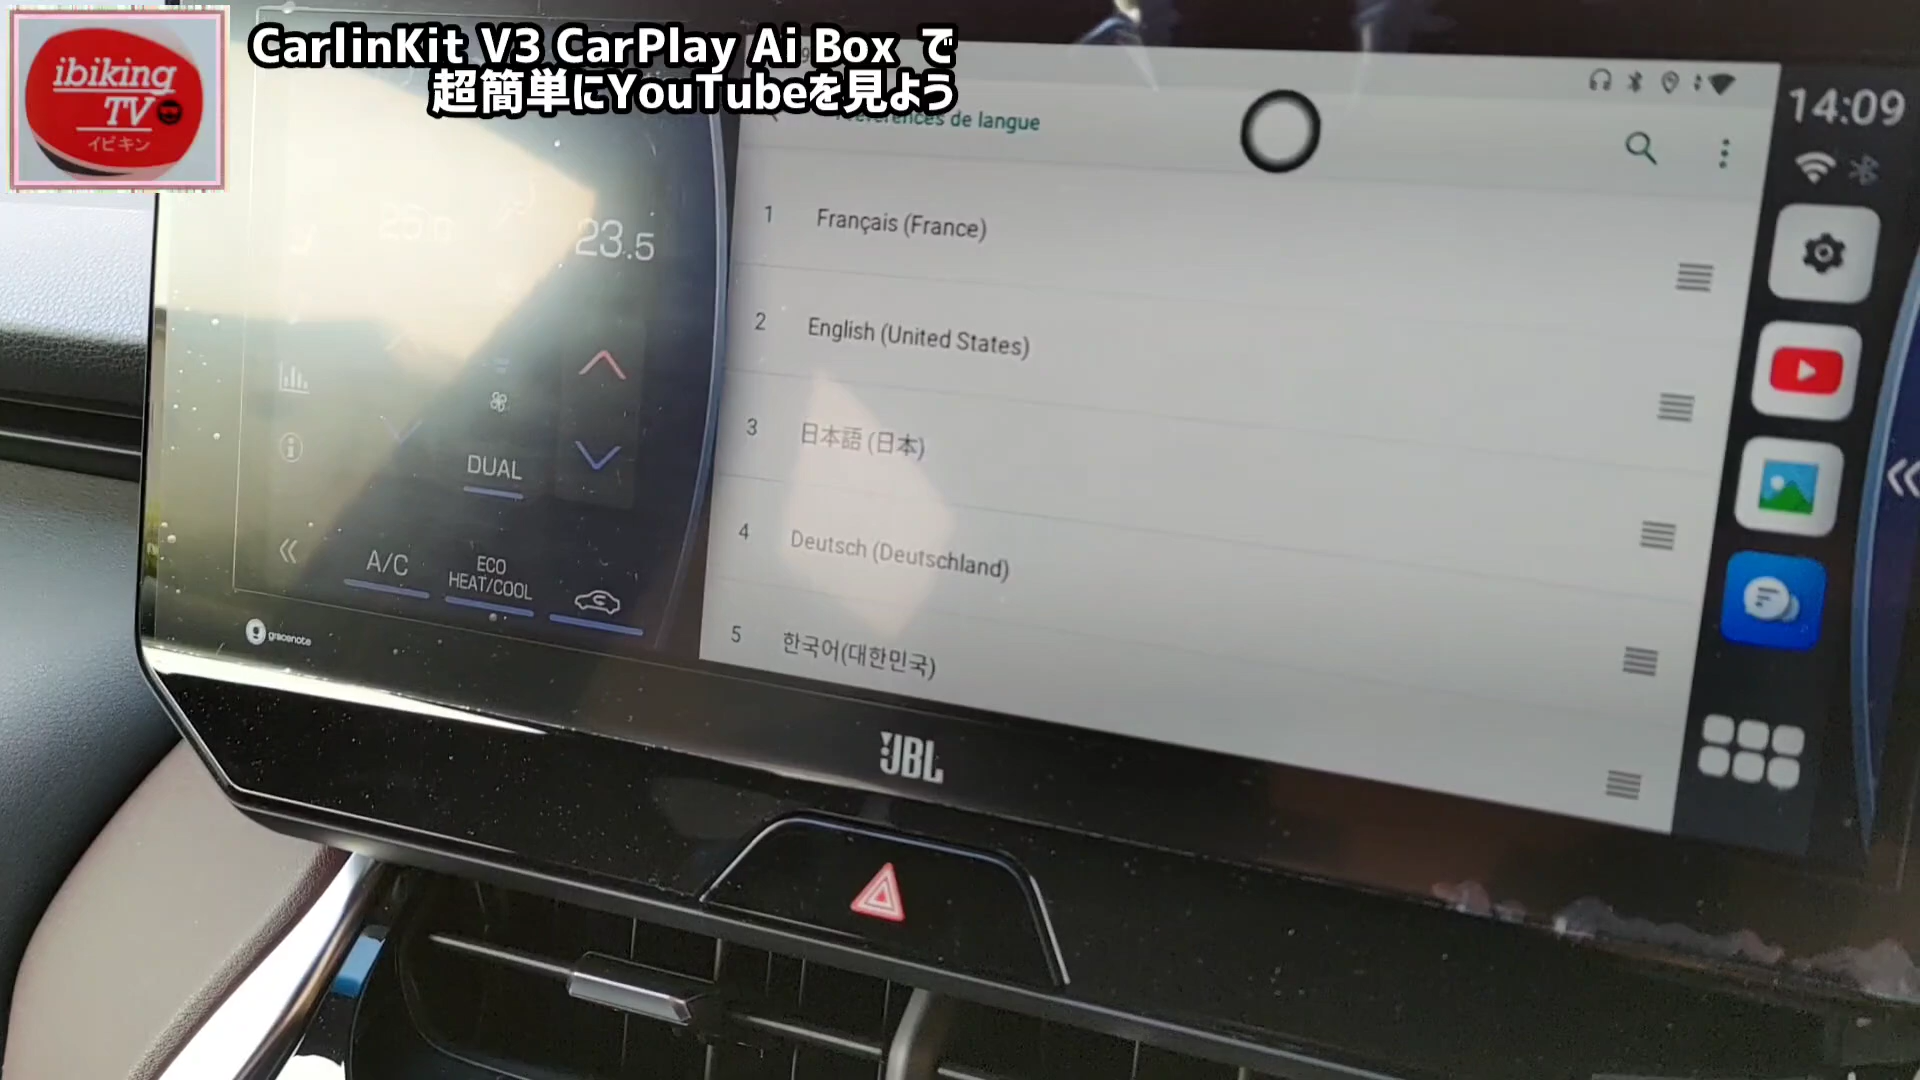 ibiking
TV
イビキン
CarlinKit V3 CarPlay Ai Box で
超簡単にYouTubeを見よう
Préférences de langue
14:09
1 Français (France)
2 English (United States)
3 日本語 (日本)
4 Deutsch (Deutschland)
5 한국어(대한민국)
25.0
23.5
DUAL
A/C
ECO
HEAT/COOL
gracenote
JBL